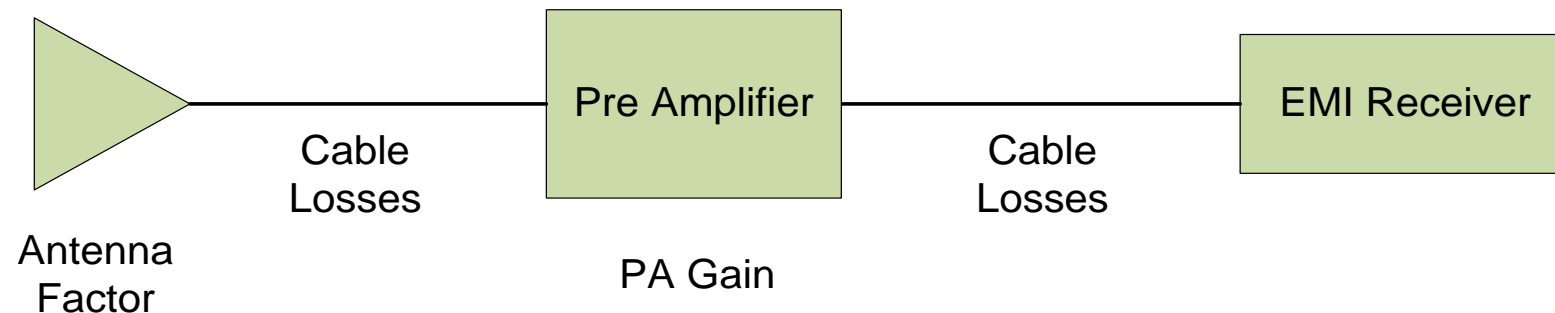 Pre Amplifier
EMI Receiver
Cable
Losses
Cable
Losses
Antenna
Factor
PA Gain